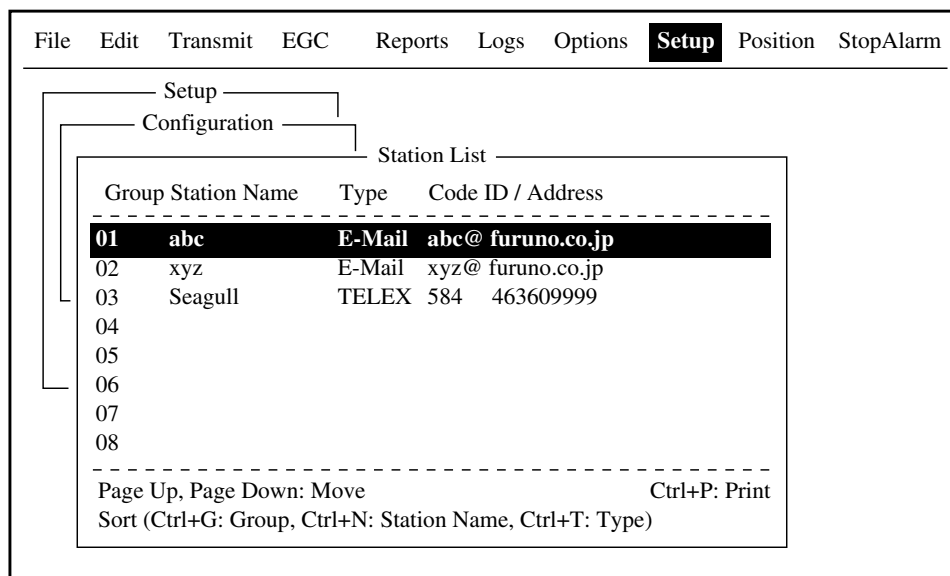 File Edit Transmit EGC Reports Logs Options Setup Position StopAlarm
Setup
Configuration
Station List
Group Station Name Type Code ID / Address
01 abc E-Mail abc@ furuno.co.jp
02 xyz E-Mail xyz@ furuno.co.jp
03 Seagull TELEX 584 463609999
04
05
06
07
08
Page Up, Page Down: Move Ctrl+P: Print
Sort (Ctrl+G: Group, Ctrl+N: Station Name, Ctrl+T: Type)